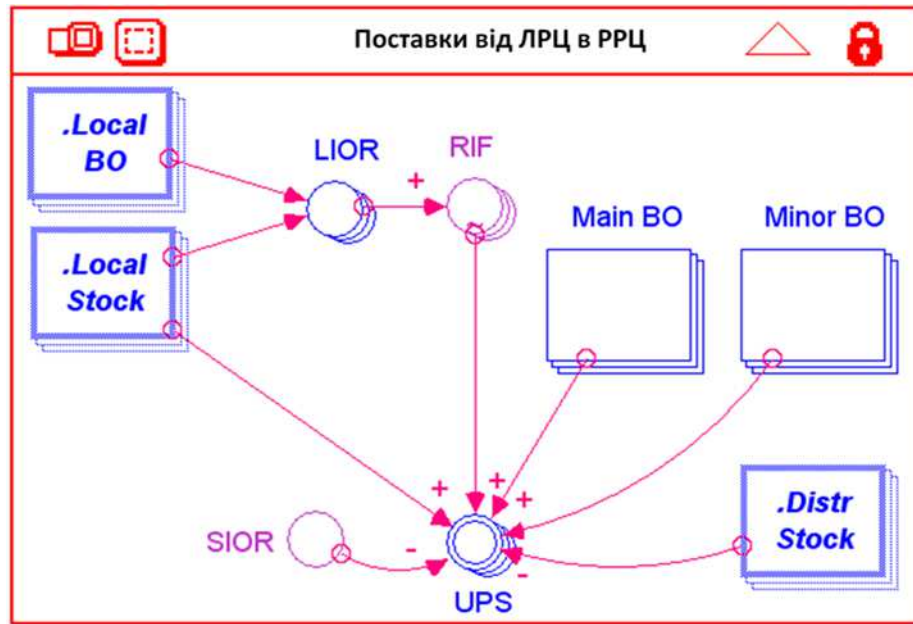 Поставки від ЛРЦ в РРЦ
.Local
BO
LIOR
RIF
+
Main BO
Minor BO
.Local
Stock
+
+
+
.Distr
Stock
SIOR
-
-
UPS